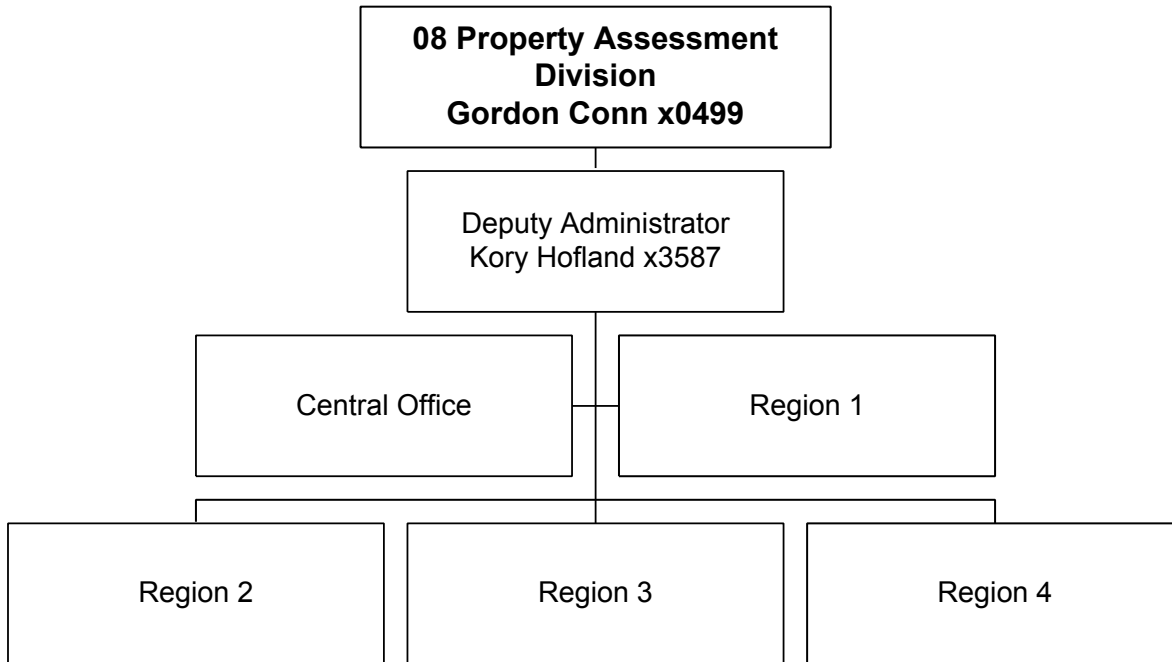 08 Property Assessment
Division
Gordon Conn x0499
Deputy Administrator
Kory Hofland x3587
Central Office
Region 1
Region 2
Region 3
Region 4